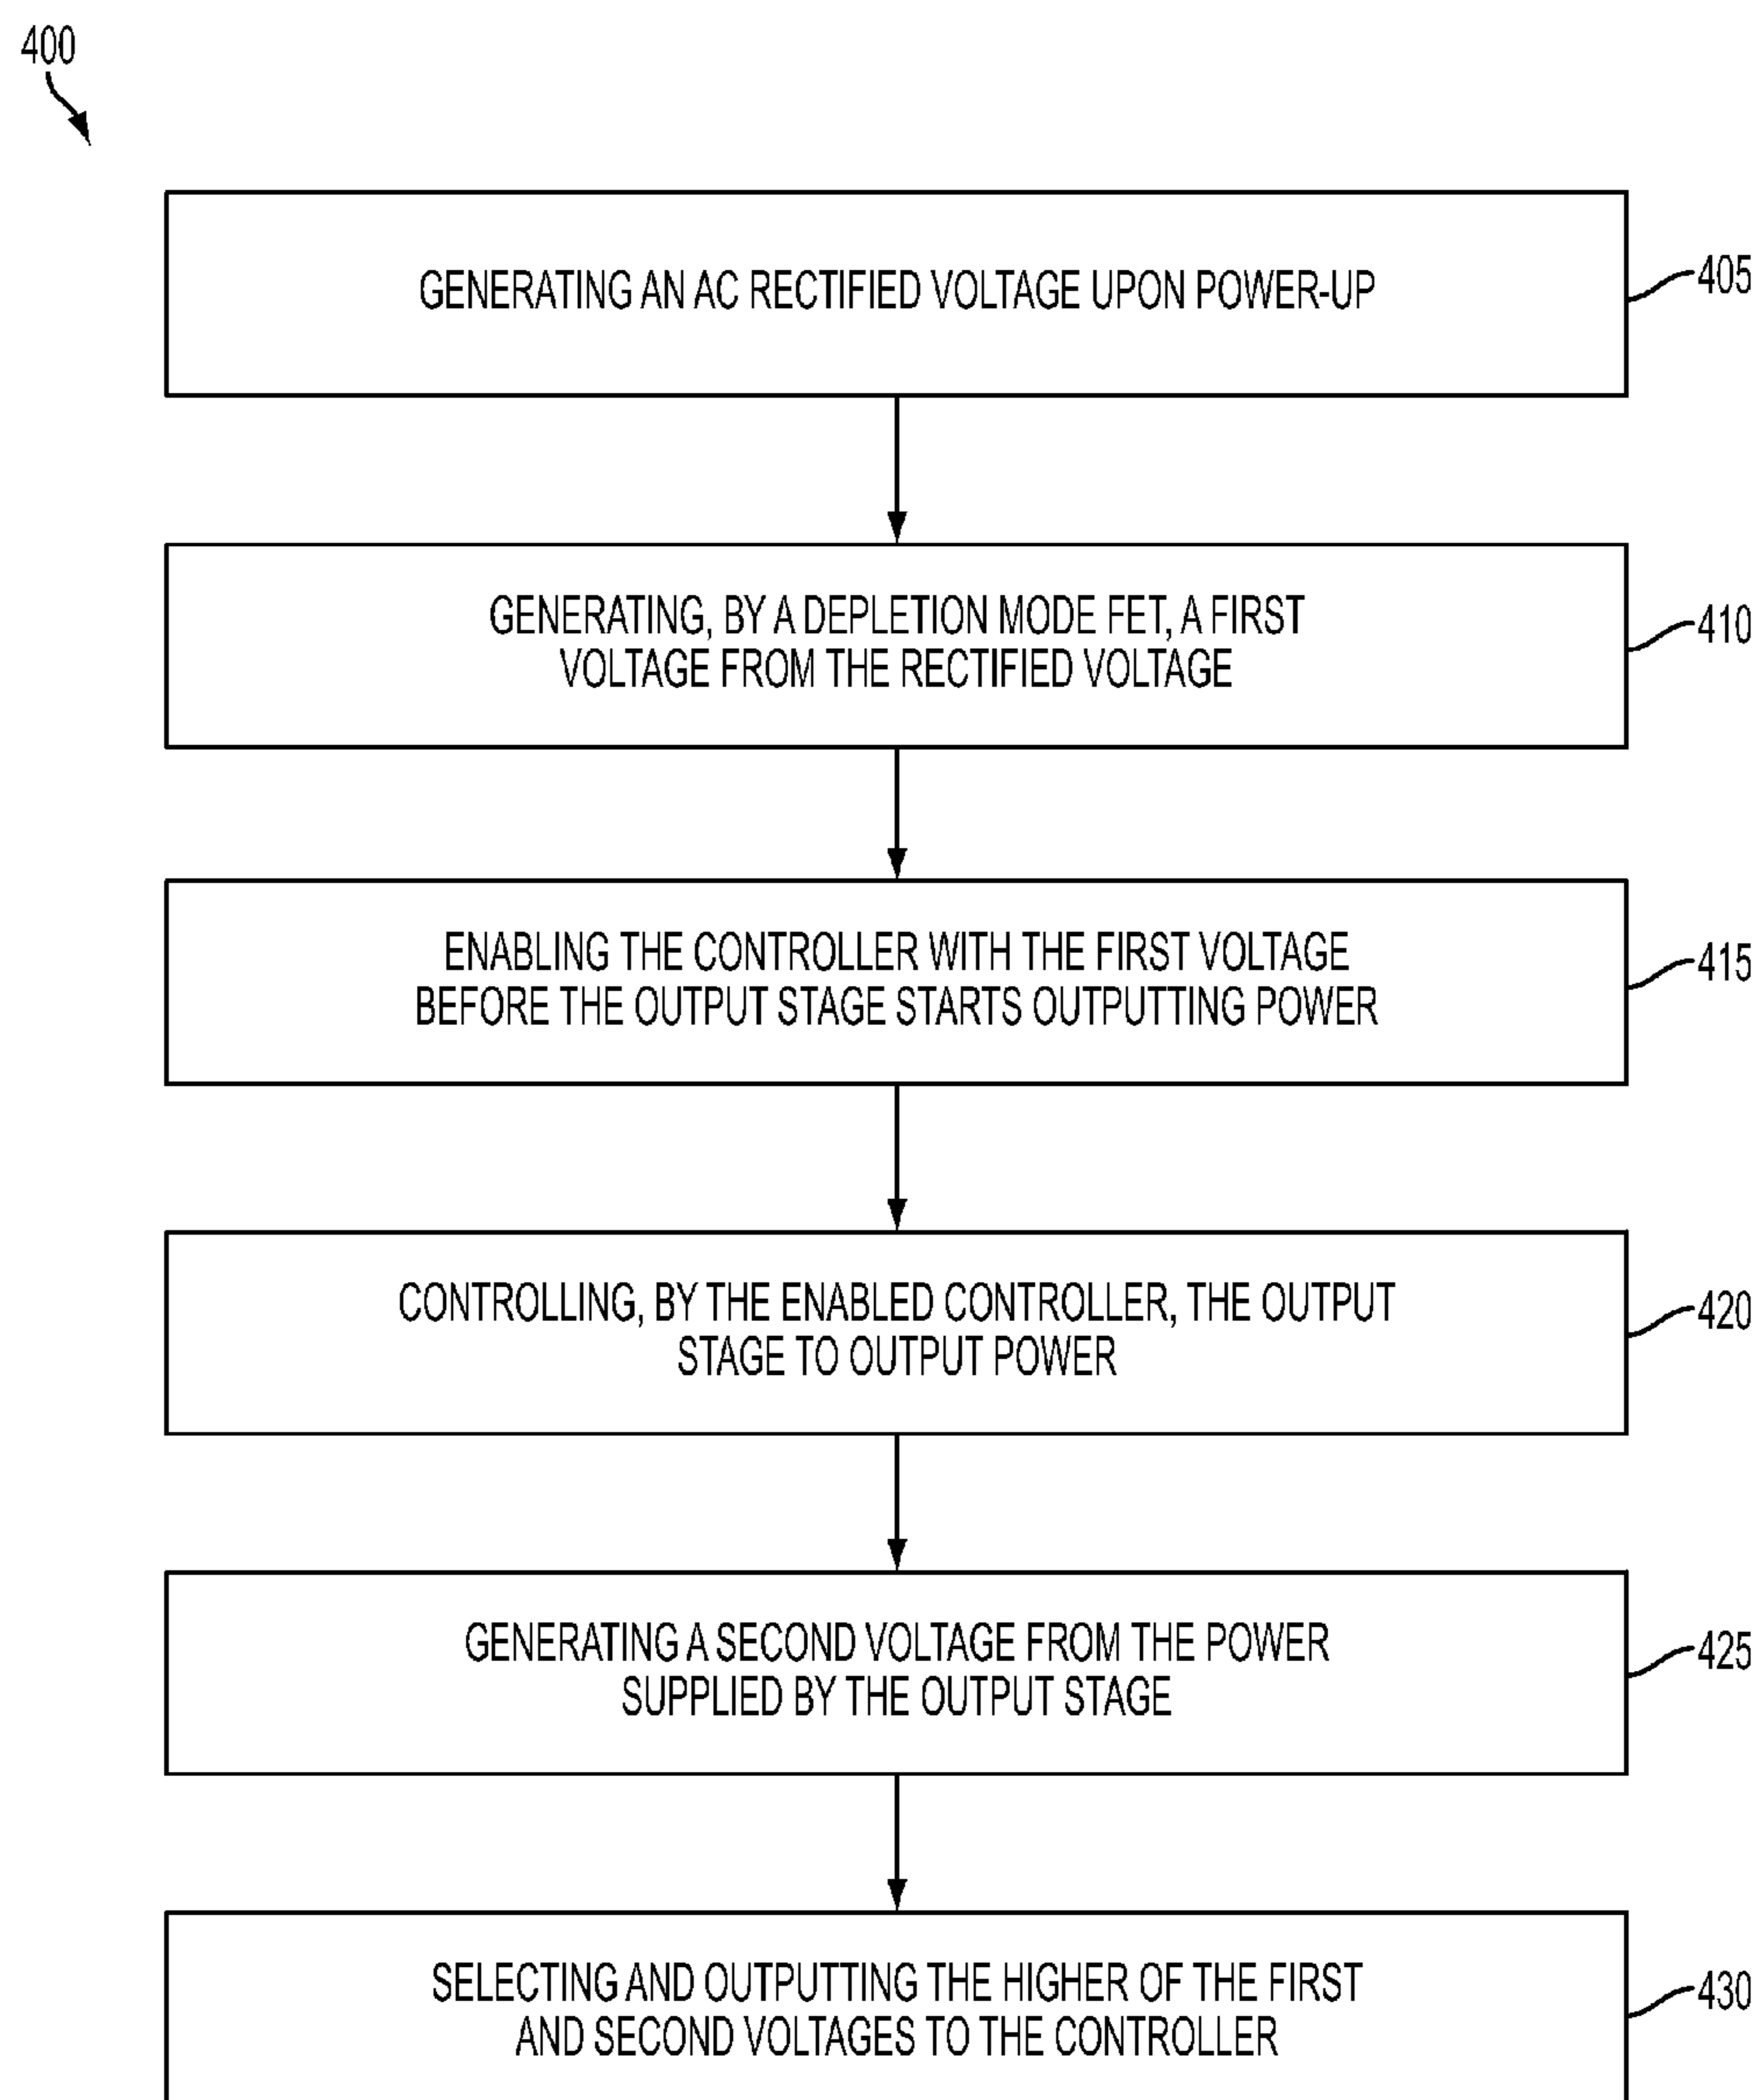 400
GENERATING AN AC RECTIFIED VOLTAGE UPON POWER-UP
405
GENERATING, BY A DEPLETION MODE FET, A FIRST
VOLTAGE FROM THE RECTIFIED VOLTAGE
410
ENABLING THE CONTROLLER WITH THE FIRST VOLTAGE
BEFORE THE OUTPUT STAGE STARTS OUTPUTTING POWER
415
CONTROLLING, BY THE ENABLED CONTROLLER, THE OUTPUT
STAGE TO OUTPUT POWER
420
GENERATING A SECOND VOLTAGE FROM THE POWER
SUPPLIED BY THE OUTPUT STAGE
425
SELECTING AND OUTPUTTING THE HIGHER OF THE FIRST
AND SECOND VOLTAGES TO THE CONTROLLER
430